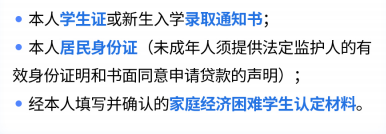 • 本人学生证或新生入学录取通知书；
• 本人居民身份证（未成年人须提供法定监护人的有
效身份证明和书面同意申请贷款的声明）；
• 经本人填写并确认的家庭经济困难学生认定材料。